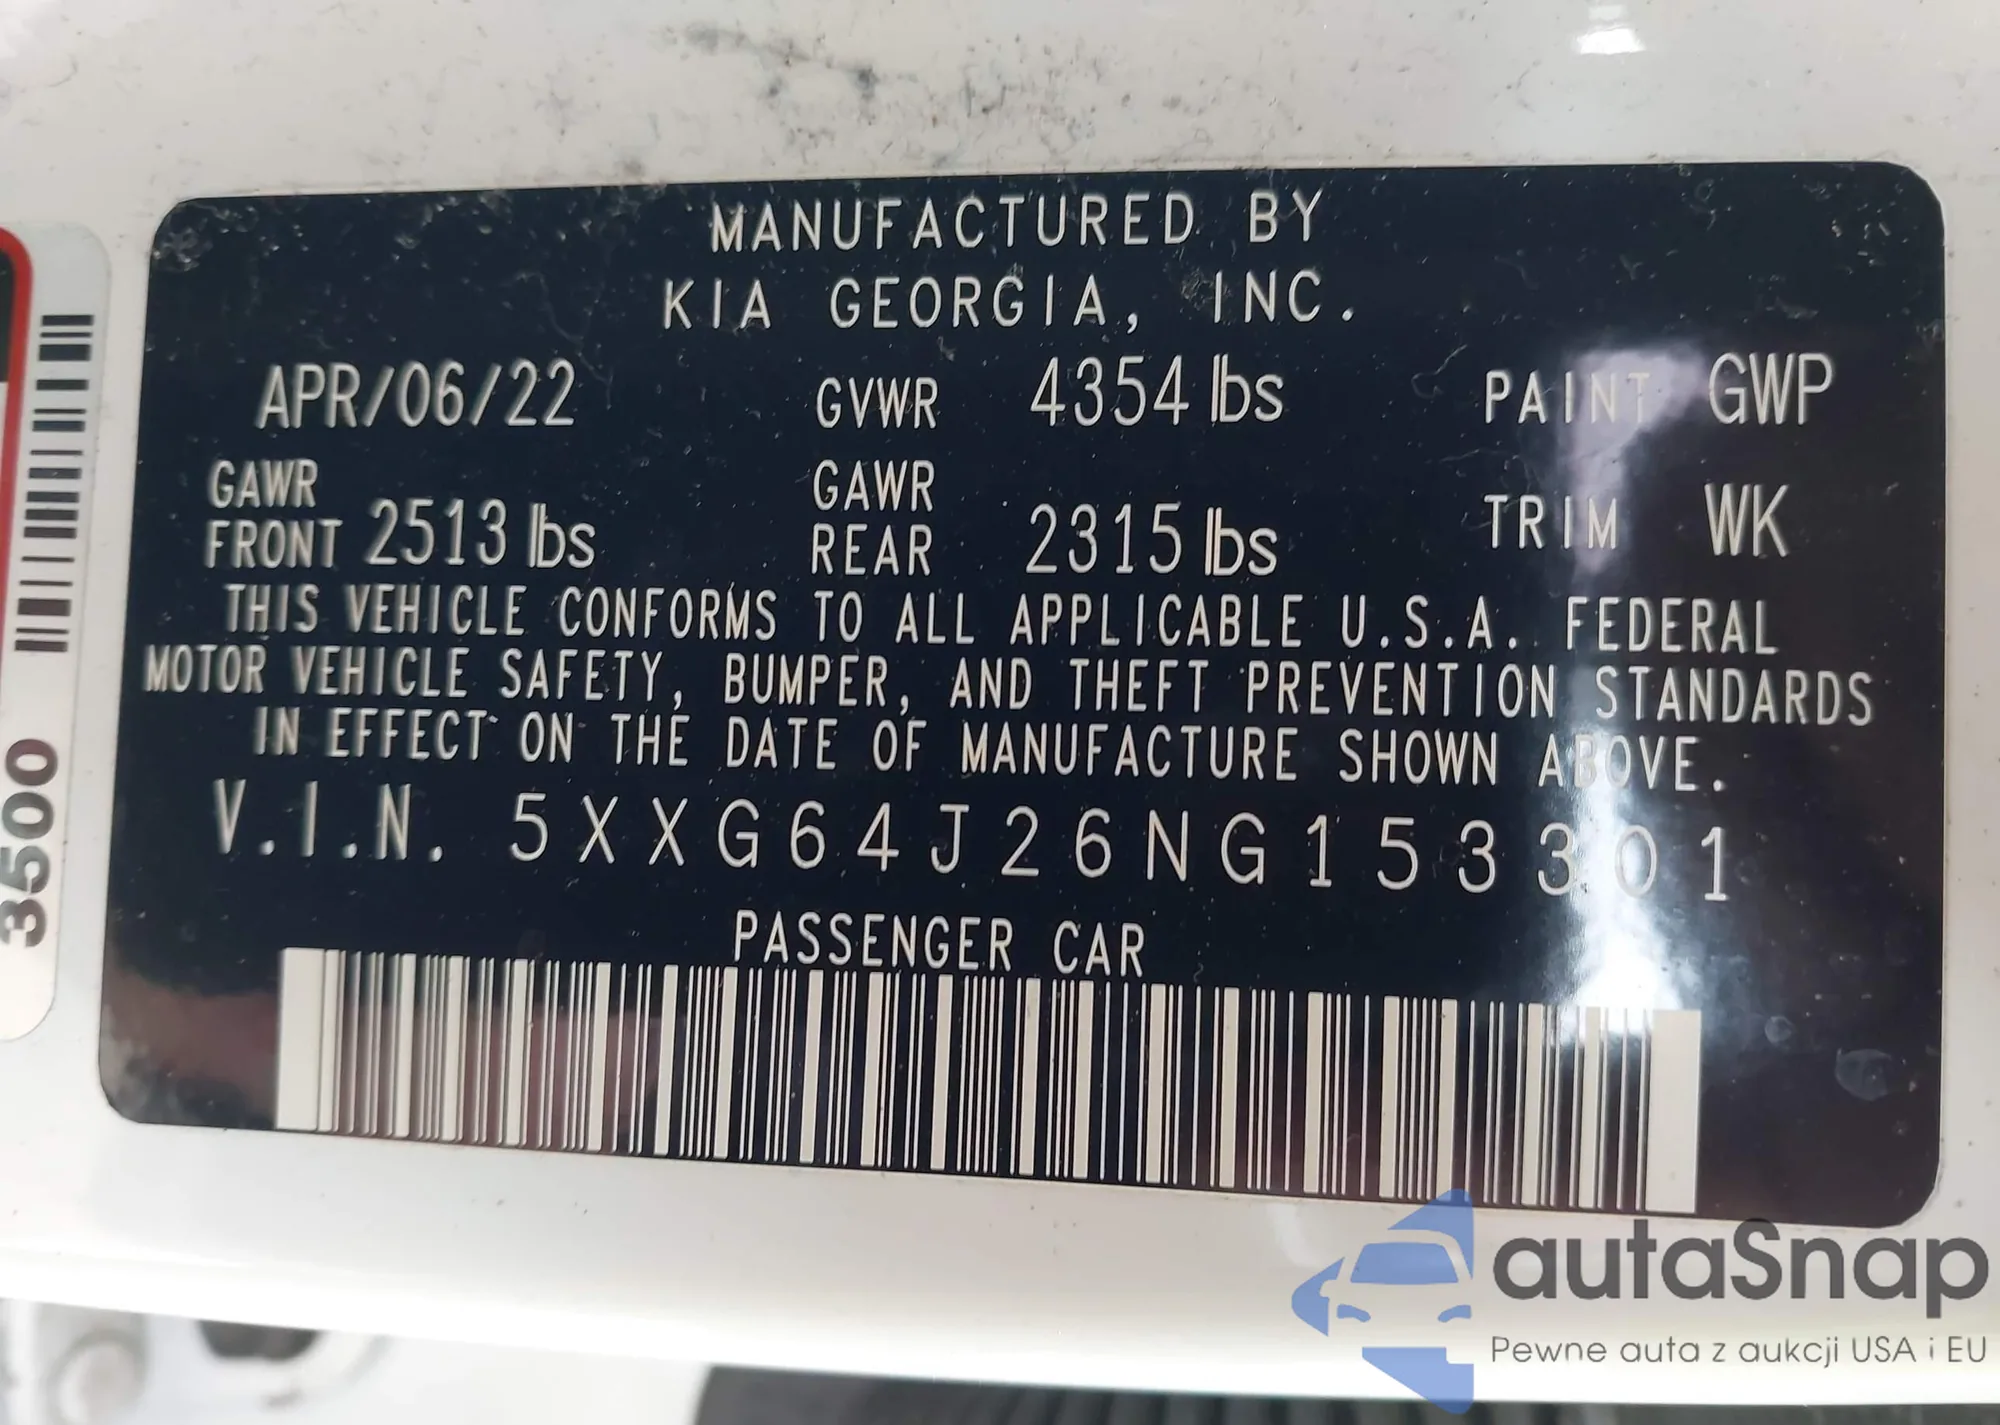 MANUFACTURED BY
KIA GEORGIA, INC.
APR/06/22 GVWR 4354 lbs PAINT GWP
GAWR FRONT 2513 lbs GAWR REAR 2315 lbs TRIM WK
THIS VEHICLE CONFORMS TO ALL APPLICABLE U.S.A. FEDERAL
MOTOR VEHICLE SAFETY, BUMPER, AND THEFT PREVENTION STANDARDS
IN EFFECT ON THE DATE OF MANUFACTURE SHOWN ABOVE.
V.I.N. 5XXG64J26NG153301
PASSENGER CAR
3500
autaSnap
Pewne auta z aukcji USA i EU